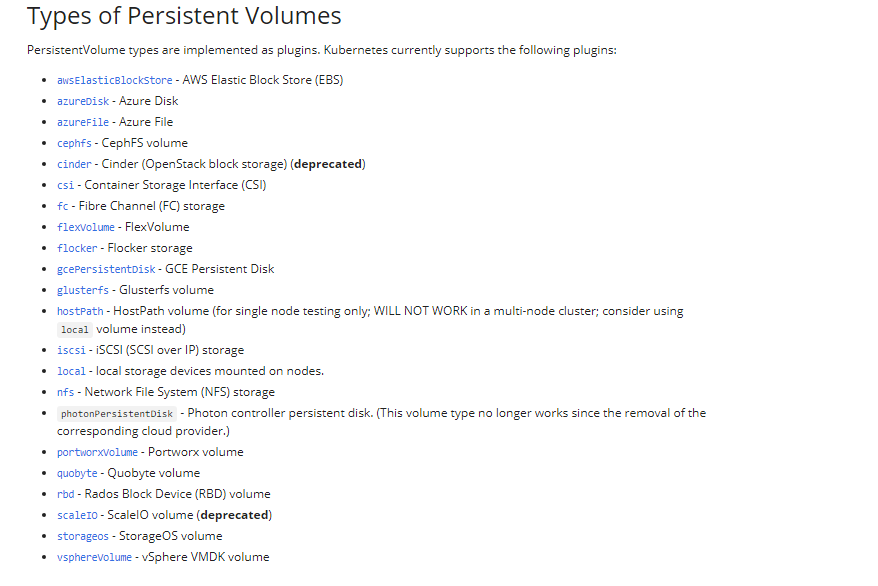 Types of Persistent Volumes
PersistentVolume types are implemented as plugins. Kubernetes currently supports the following plugins:
• awsElasticBlockStore - AWS Elastic Block Store (EBS)
• azureDisk - Azure Disk
• azureFile - Azure File
• cephfs - CephFS volume
• cinder - Cinder (OpenStack block storage) (deprecated)
• csi - Container Storage Interface (CSI)
• fc - Fibre Channel (FC) storage
• flexVolume - FlexVolume
• flocker - Flocker storage
• gcePersistentDisk - GCE Persistent Disk
• glusterfs - Glusterfs volume
• hostPath - HostPath volume (for single node testing only; WILL NOT WORK in a multi-node cluster; consider using
local volume instead)
• iscsi - iSCSI (SCSI over IP) storage
• local - local storage devices mounted on nodes.
• nfs - Network File System (NFS) storage
• photonPersistentDisk - Photon controller persistent disk. (This volume type no longer works since the removal of the
corresponding cloud provider.)
• portworxVolume - Portworx volume
• quobyte - Quobyte volume
• rbd - Rados Block Device (RBD) volume
• scaleIO - ScaleIO volume (deprecated)
• storageos - StorageOS volume
• vsphereVolume - vSphere VMDK volume